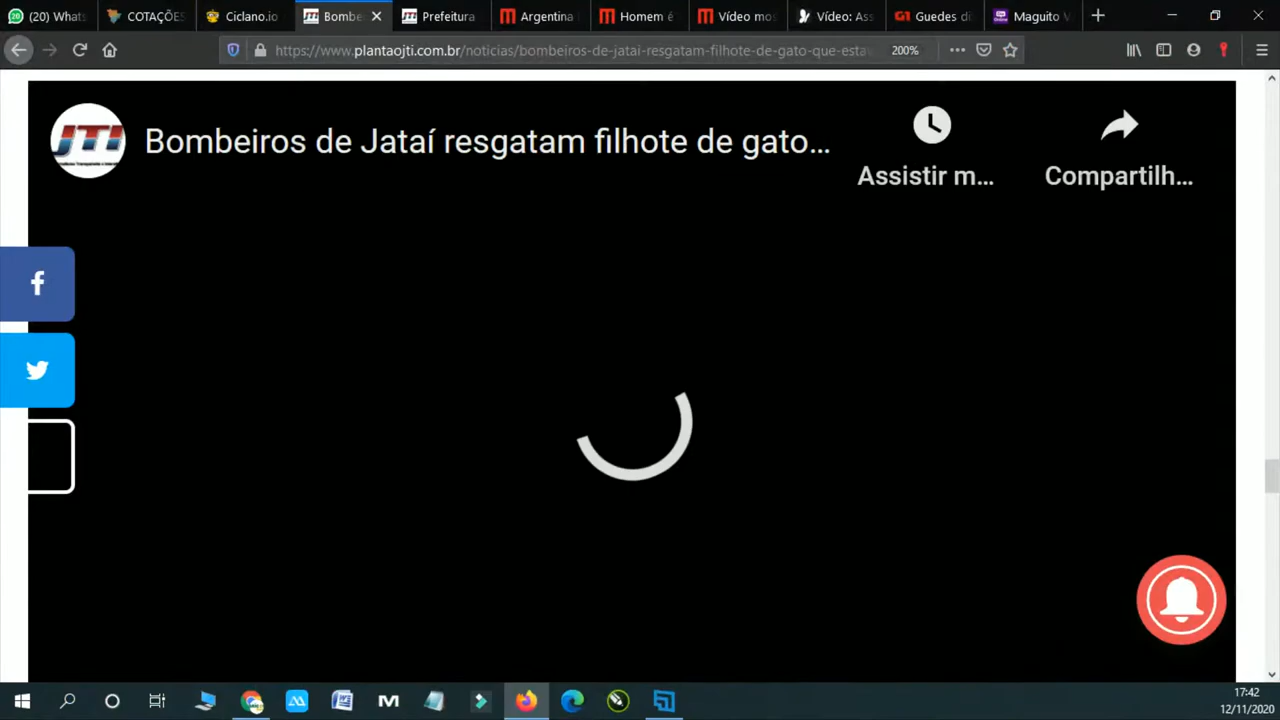 (20) Whats
COTAÇÕES
Ciclano.io
Bombe
Prefeitura
Argentina
Homem é
Vídeo mos
Vídeo: Ass
Guedes di
Maguito V
https://www.plantaojti.com.br/noticias/bombeiros-de-jatai-resgatam-filhote-de-gato-que-esta
200%
JTI
Bombeiros de Jataí resgatam filhote de gato...
Assistir m...
Compartilh...
17:42
12/11/2020